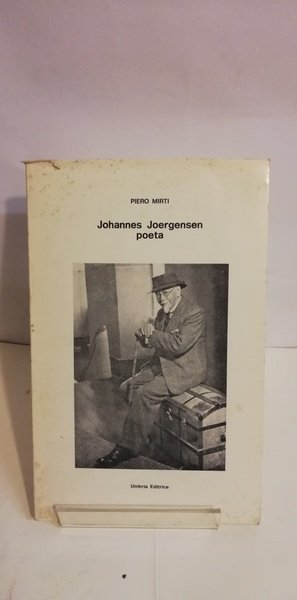 PIERO MIRTI
Johannes Joergensen
poeta
Umbria Editrice